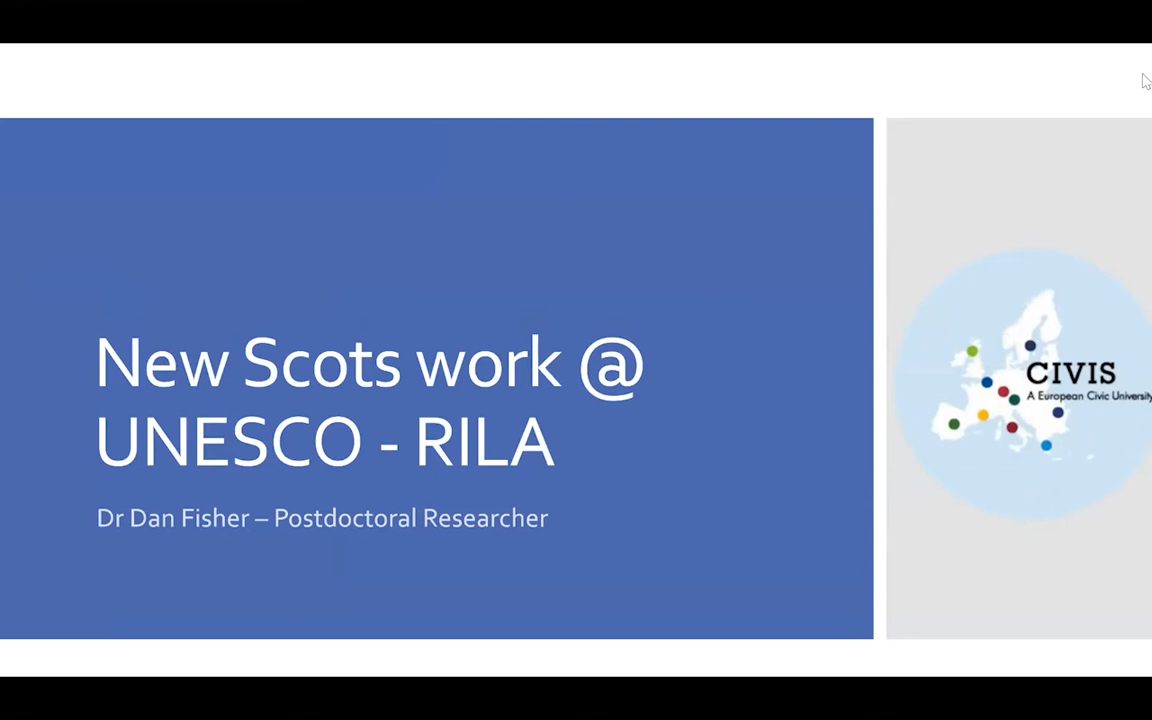 New Scots work @
UNESCO - RILA
Dr Dan Fisher – Postdoctoral Researcher
CIVIS
A European Civic University